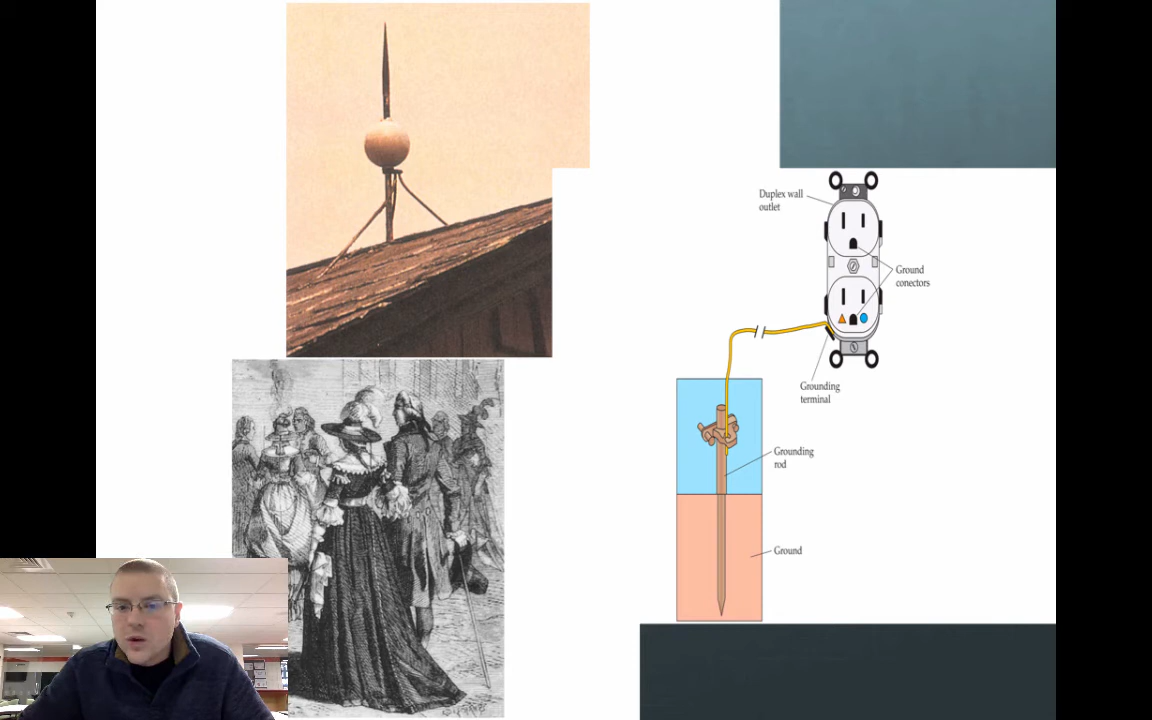 Duplex wall
outlet
Ground
conectors
Grounding
terminal
Grounding
rod
Ground